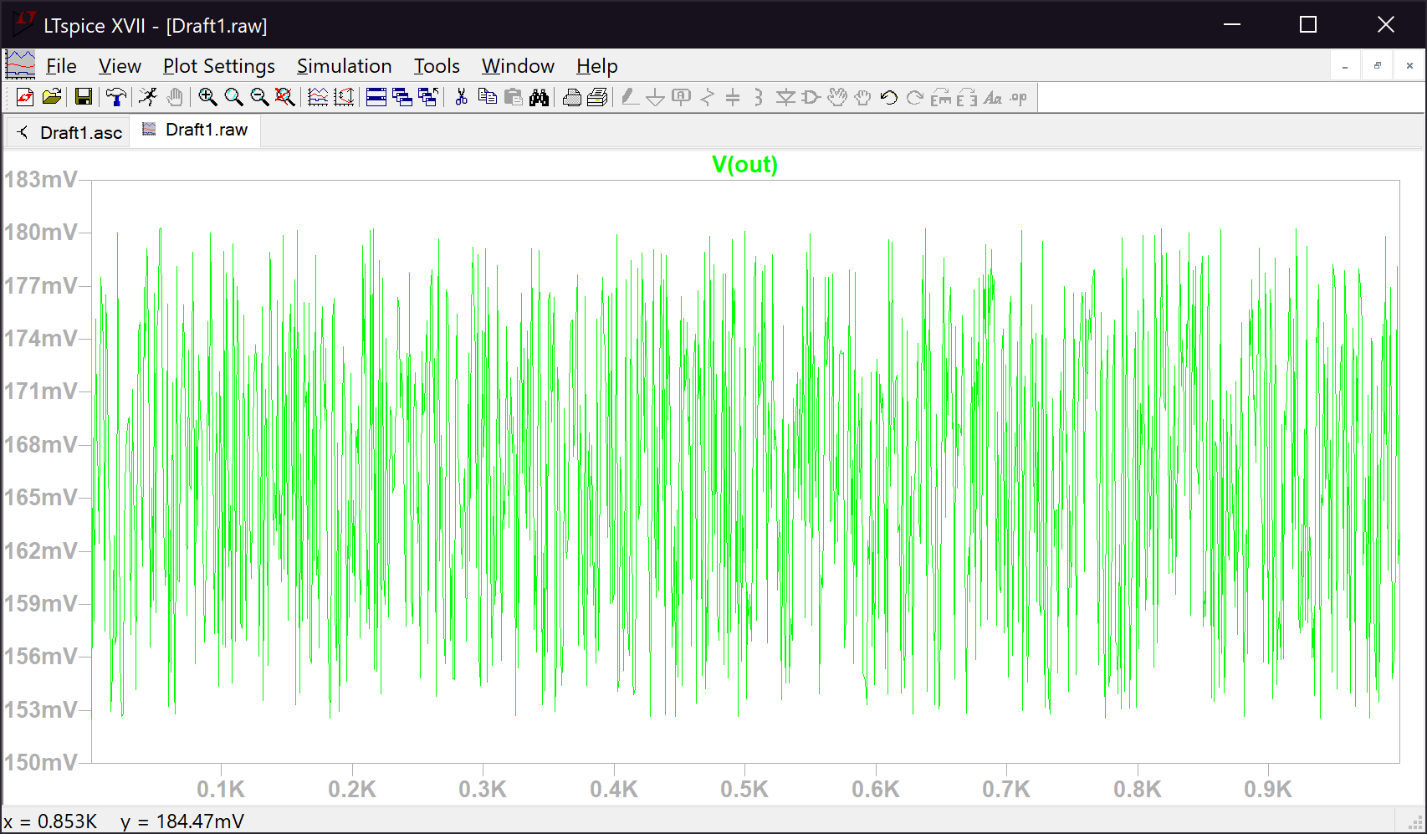 LTspice XVII - [Draft1.raw]
File View Plot Settings Simulation Tools Window Help
Draft1.asc Draft1.raw
V(out)
183mV
180mV
177mV
174mV
171mV
168mV
165mV
162mV
159mV
156mV
153mV
150mV
0.1K 0.2K 0.3K 0.4K 0.5K 0.6K 0.7K 0.8K 0.9K
x = 0.853K y = 184.47mV